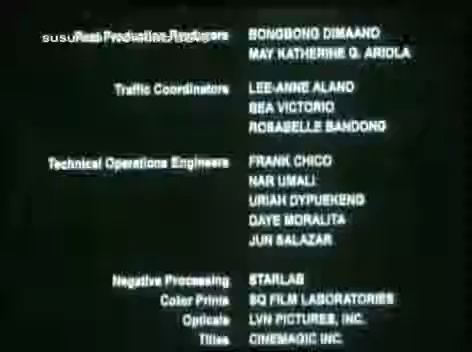 Post Production Producers BONGBONG DIMAANO
MAY KATHERINE G. ARIOLA
Traffic Coordinators LEE-ANNE ALANO
BEA VICTORIO
ROSABELLE BANDONG
Technical Operations Engineers FRANK CHICO
NAR UMALI
URIAH DYPUEKENG
DAYE MORALITA
JUN SALAZAR
Negative Processing STARLAB
Color Prints SQ FILM LABORATORIES
Opticals LVN PICTURES, INC.
Titles CINEMAGIC INC.